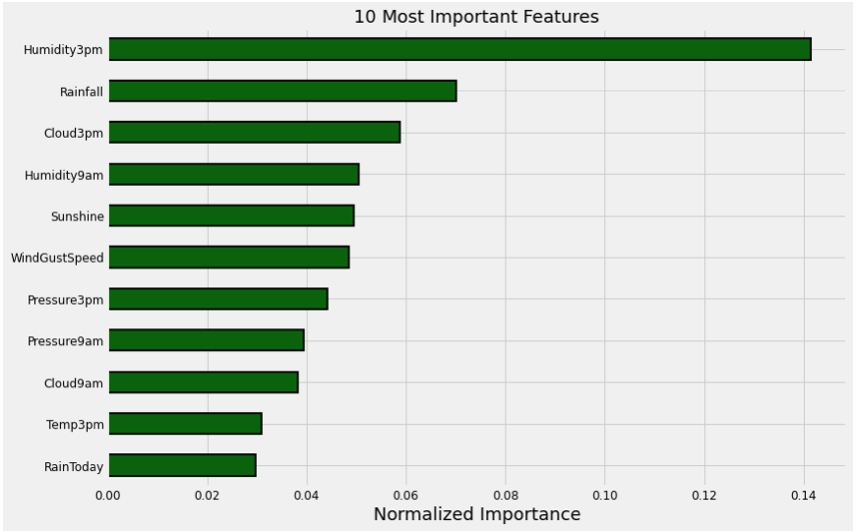 10 Most Important Features
Humidity3pm
Rainfall
Cloud3pm
Humidity9am
Sunshine
WindGustSpeed
Pressure3pm
Pressure9am
Cloud9am
Temp3pm
RainToday
0.00 0.02 0.04 0.06 0.08 0.10 0.12 0.14
Normalized Importance